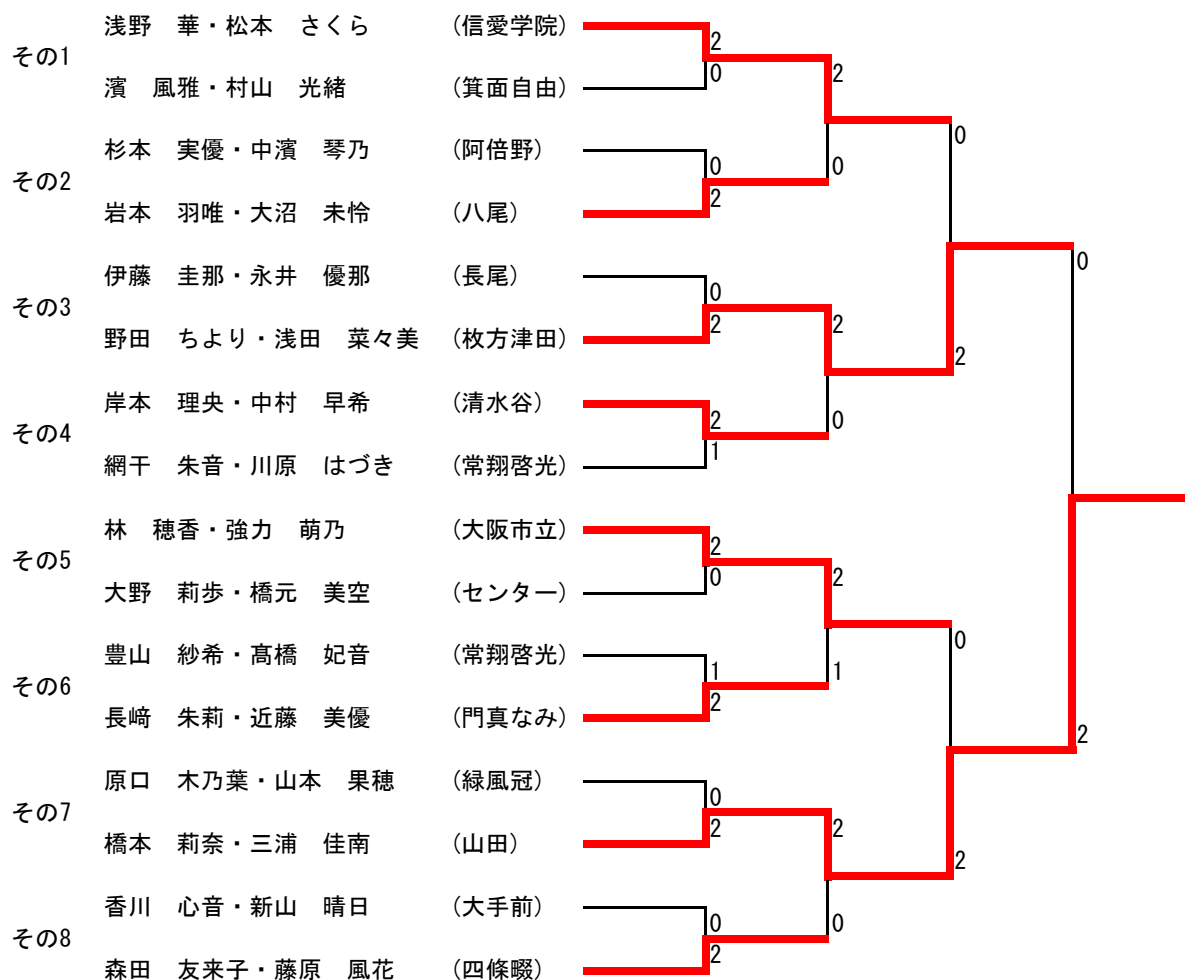 浅野 華・松本 さくら (信愛学院)
2
その1
0
2
濱 風雅・村山 光緒 (箕面自由)
0
杉本 実優・中濱 琴乃 (阿倍野)
0
0
その2
2
岩本 羽唯・大沼 未怜 (八尾)
0
伊藤 圭那・永井 優那 (長尾)
0
その3
2
2
野田 ちより・浅田 菜々美 (枚方津田)
2
岸本 理央・中村 早希 (清水谷)
2
0
その4
1
網干 朱音・川原 はづき (常翔啓光)
林 穂香・強力 萌乃 (大阪市立)
2
その5
0
2
大野 莉歩・橋元 美空 (センター)
0
豊山 紗希・髙橋 妃音 (常翔啓光)
1
1
その6
2
長﨑 朱莉・近藤 美優 (門真なみ)
2
原口 木乃葉・山本 果穂 (緑風冠)
0
その7
2
2
橋本 莉奈・三浦 佳南 (山田)
2
香川 心音・新山 晴日 (大手前)
0
0
その8
2
森田 友来子・藤原 風花 (四條畷)